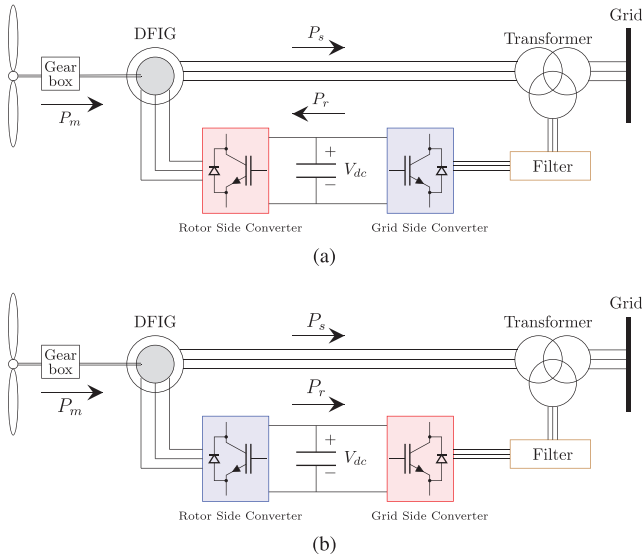 Grid
DFIG
P_s
Transformer
Gear
box
P_m
P_r
+
V_dc
−
Filter
Rotor Side Converter
Grid Side Converter
(a)
Grid
DFIG
P_s
Transformer
Gear
box
P_m
P_r
+
V_dc
−
Filter
Rotor Side Converter
Grid Side Converter
(b)